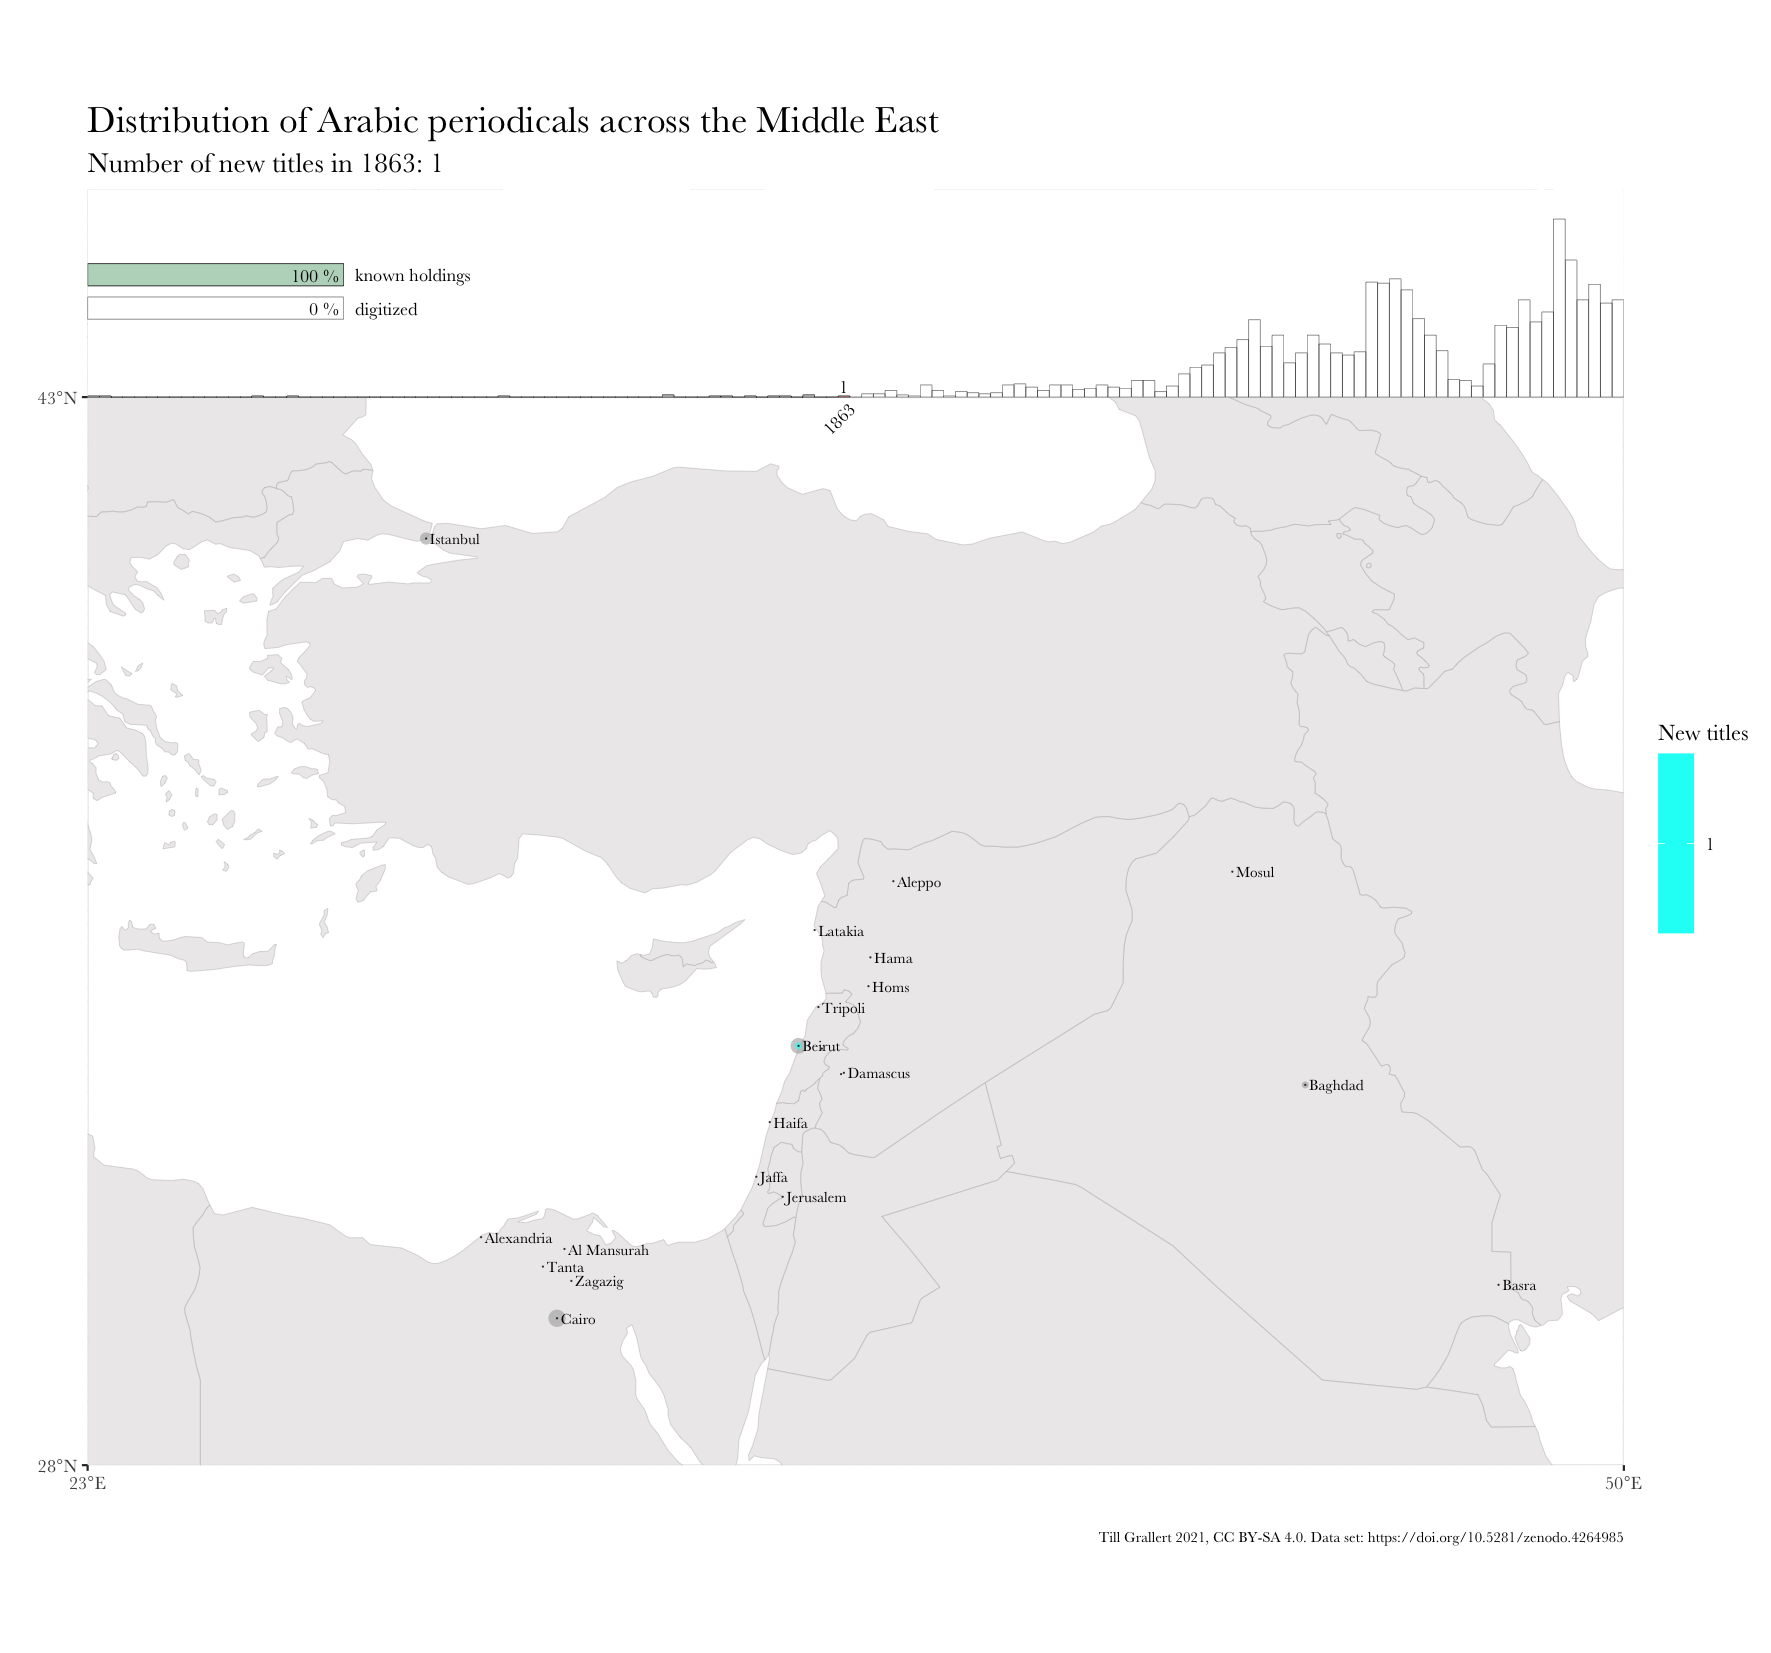 Distribution of Arabic periodicals across the Middle East
Number of new titles in 1863: 1
100 % known holdings
0 % digitized
1
43°N
1863
Istanbul
New titles
1
Mosul
Aleppo
Latakia
Hama
Homs
Tripoli
Beirut
Damascus
Baghdad
Haifa
Jaffa
Jerusalem
Alexandria
Al Mansurah
Tanta
Zagazig
Basra
Cairo
28°N
23°E
50°E
Till Grallert 2021, CC BY-SA 4.0. Data set: https://doi.org/10.5281/zenodo.4264985